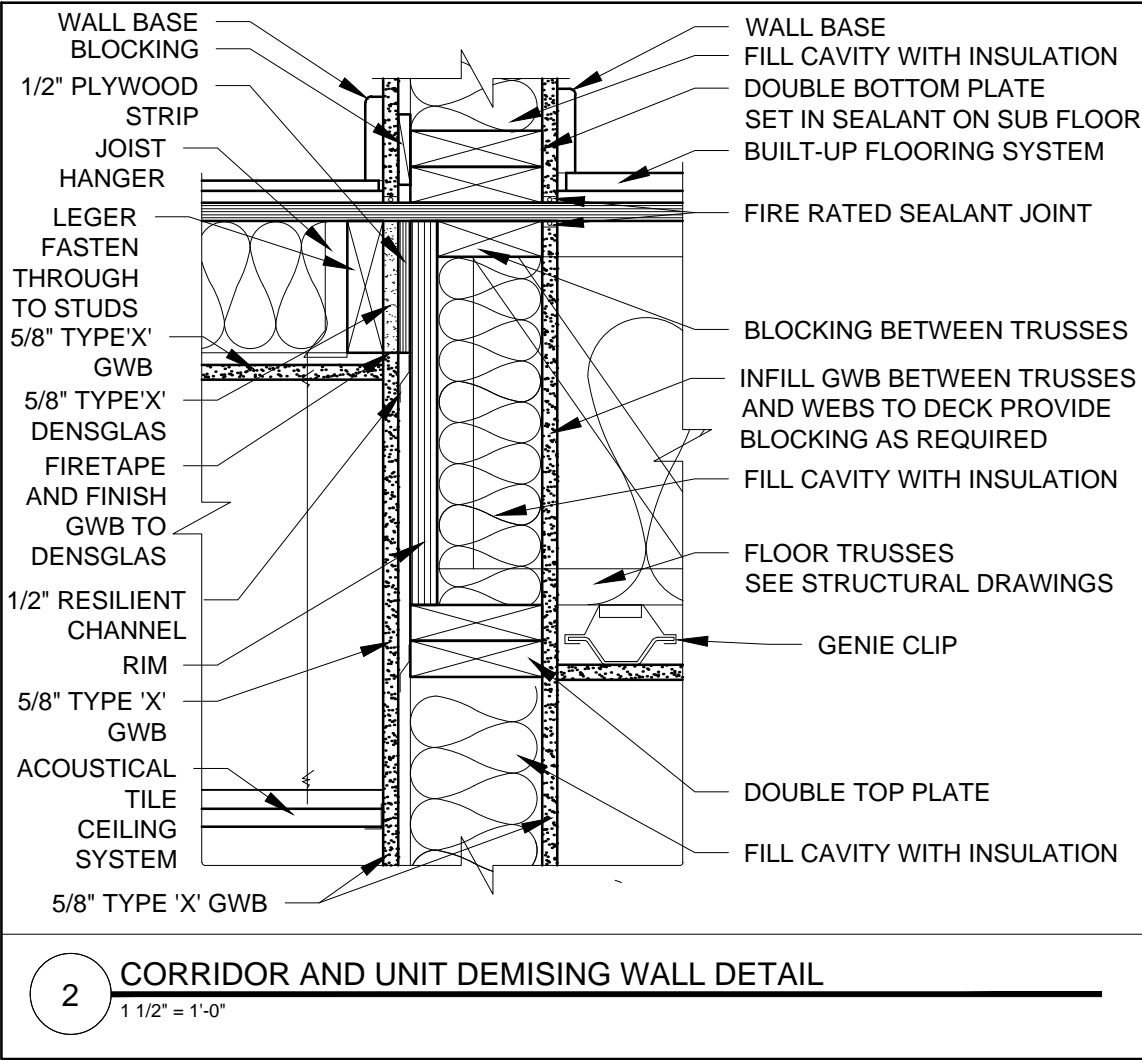 WALL BASE
BLOCKING
1/2" PLYWOOD
STRIP
JOIST
HANGER
LEGER
FASTEN
THROUGH
TO STUDS
5/8" TYPE'X'
GWB
5/8" TYPE'X'
DENSGLAS
FIRETAPE
AND FINISH
GWB TO
DENSGLAS
1/2" RESILIENT
CHANNEL
RIM
5/8" TYPE 'X'
GWB
ACOUSTICAL
TILE
CEILING
SYSTEM
5/8" TYPE 'X' GWB
WALL BASE
FILL CAVITY WITH INSULATION
DOUBLE BOTTOM PLATE
SET IN SEALANT ON SUB FLOOR
BUILT-UP FLOORING SYSTEM
FIRE RATED SEALANT JOINT
BLOCKING BETWEEN TRUSSES
INFILL GWB BETWEEN TRUSSES
AND WEBS TO DECK PROVIDE
BLOCKING AS REQUIRED
FILL CAVITY WITH INSULATION
FLOOR TRUSSES
SEE STRUCTURAL DRAWINGS
GENIE CLIP
DOUBLE TOP PLATE
FILL CAVITY WITH INSULATION
2
CORRIDOR AND UNIT DEMISING WALL DETAIL
1 1/2" = 1'-0"